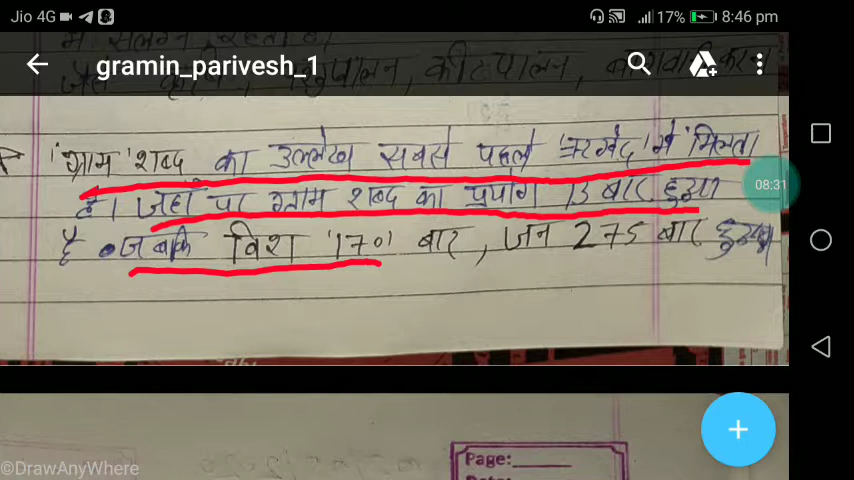 Jio 4G 17% 8:46 pm
gramin_parivesh_1
'ग्राम' शब्द का उल्लेख सबसे पहले 'ऋग्वेद' में मिलता
08:31
है। जहाँ पर ग्राम शब्द का प्रयोग 13 बार हुआ
है जबकि विश '170' बार, जन 275 बार हुआ
©DrawAnyWhere
Page: